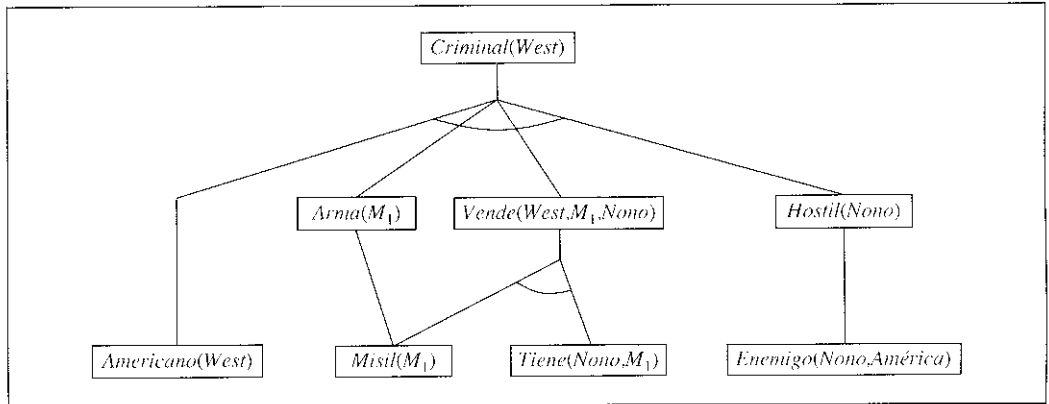 Criminal(West)
Arma(M₁)
Vende(West,M₁,Nono)
Hostil(Nono)
Americano(West)
Misil(M₁)
Tiene(Nono,M₁)
Enemigo(Nono,América)